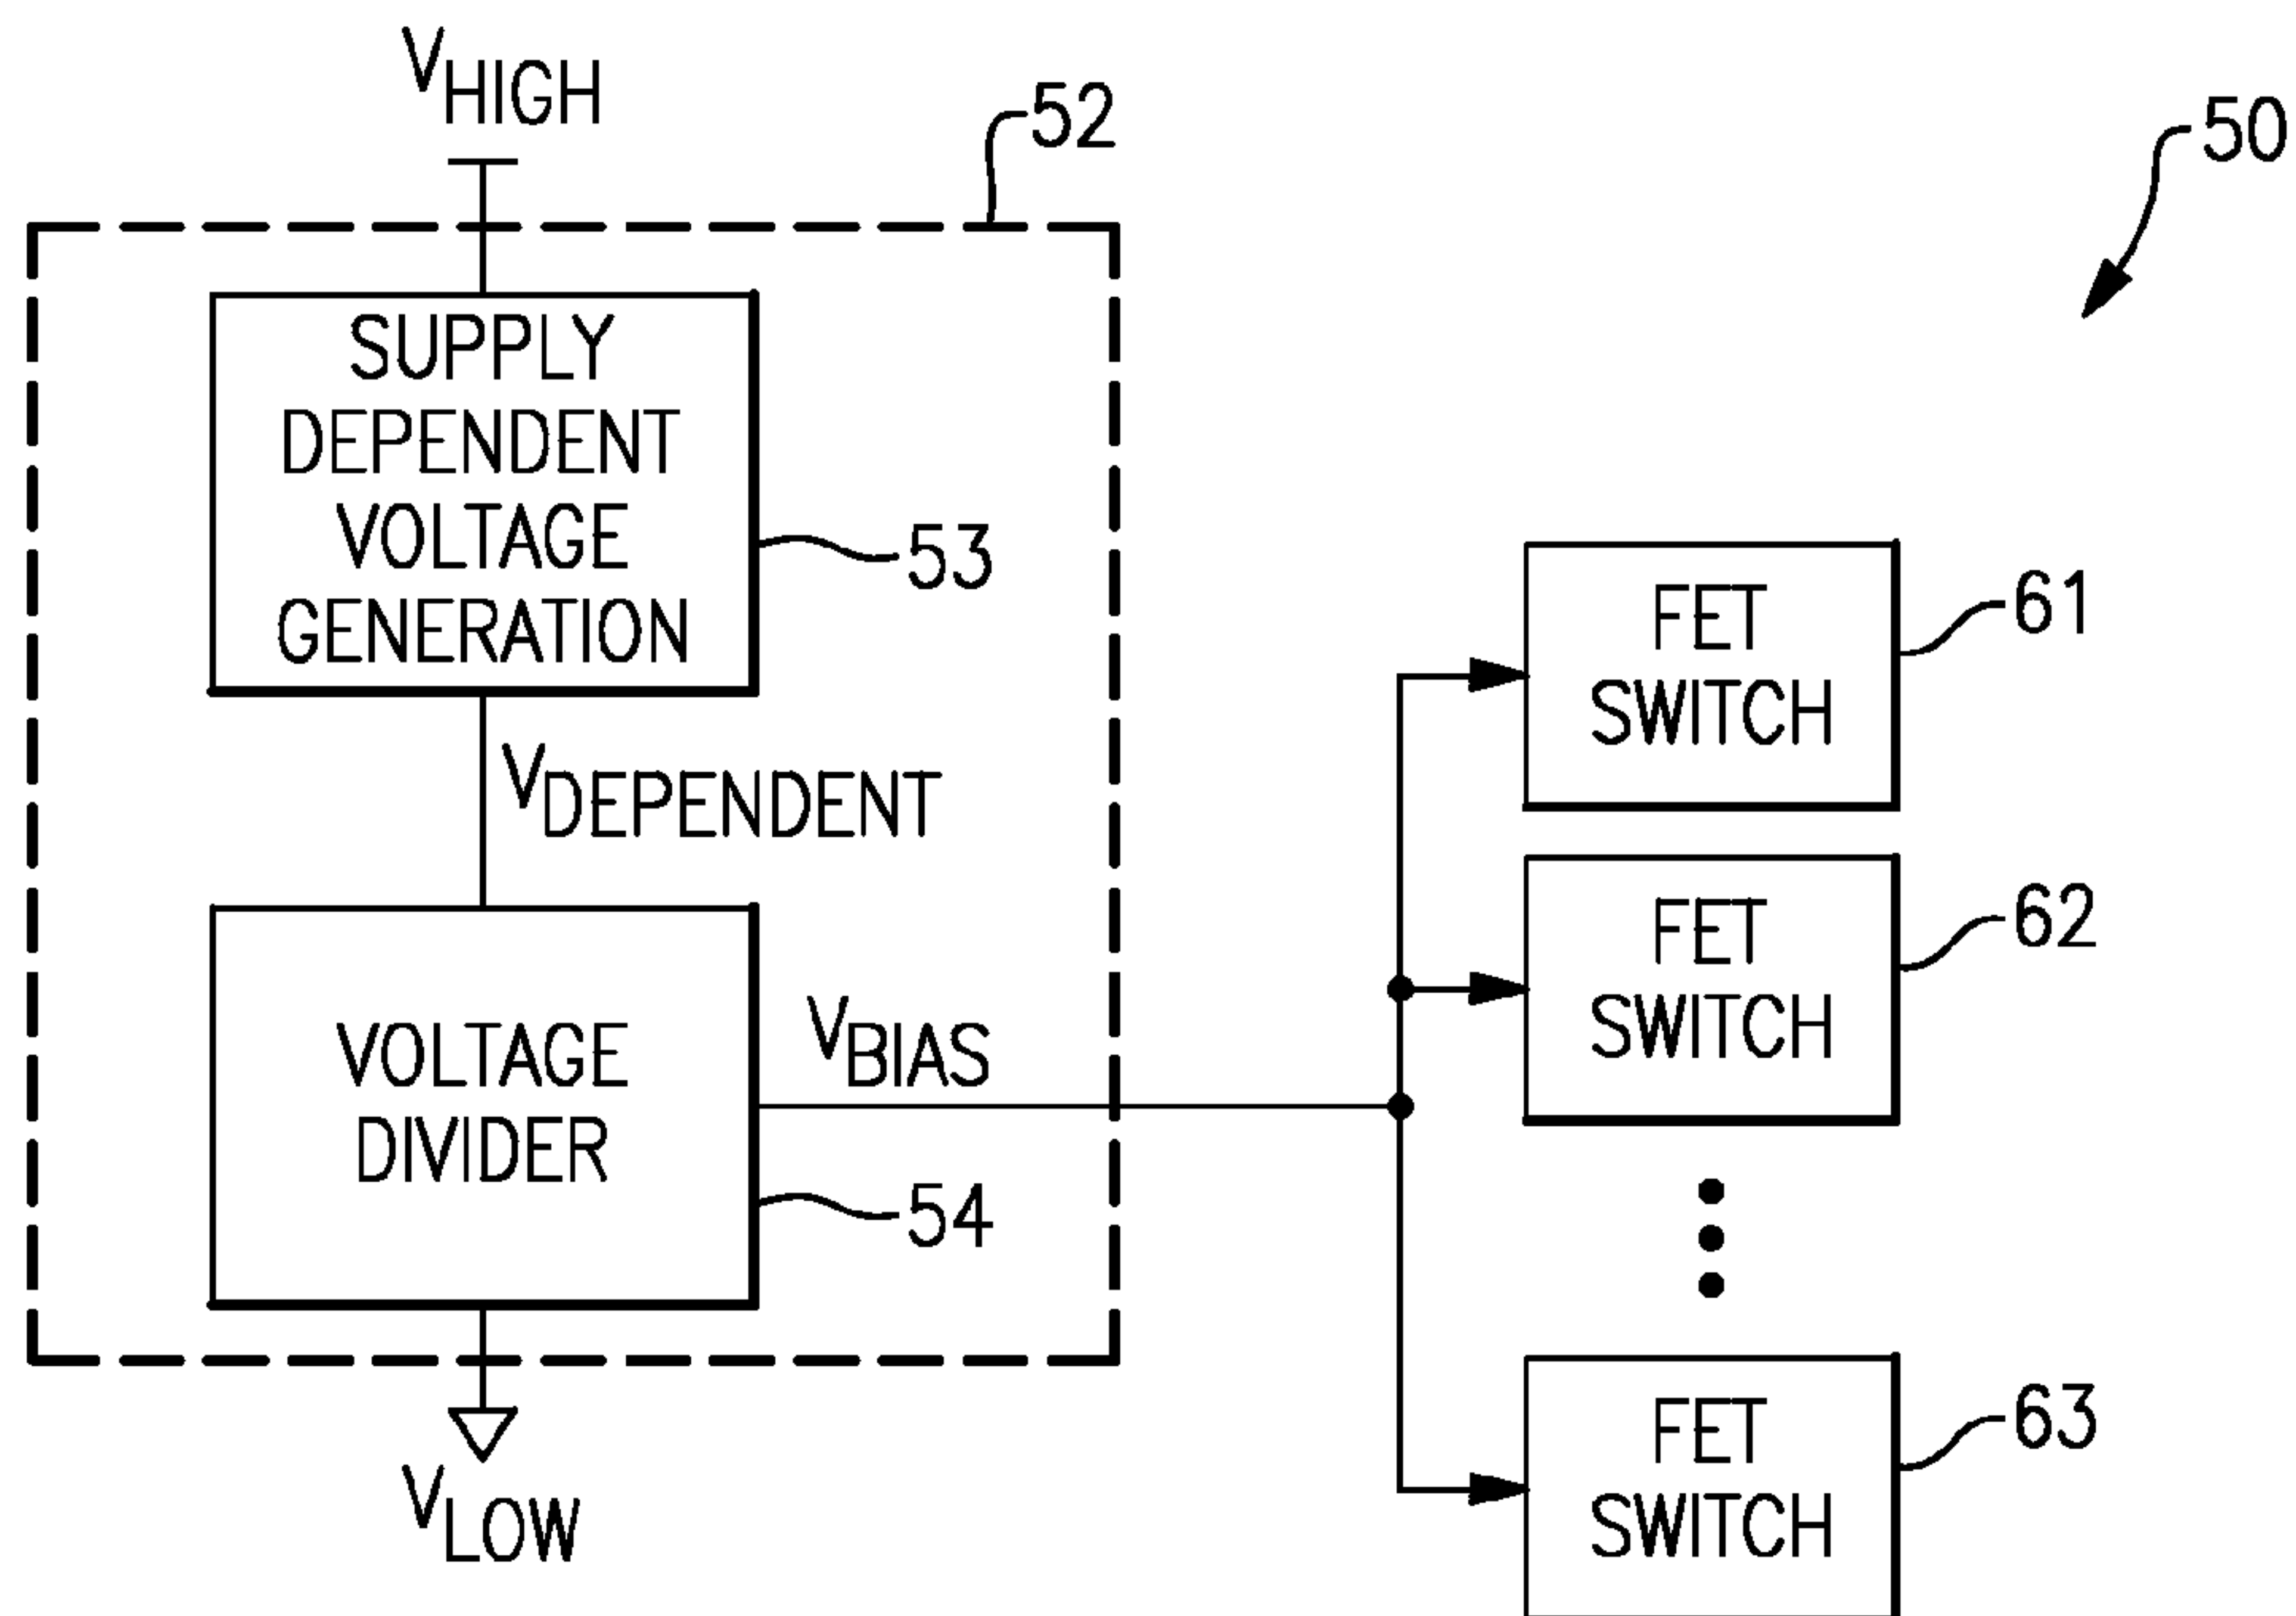 VHIGH
52
50
SUPPLY
DEPENDENT
VOLTAGE
GENERATION
53
VDEPENDENT
VOLTAGE
DIVIDER
VBIAS
54
VLOW
FET
SWITCH
61
FET
SWITCH
62
FET
SWITCH
63